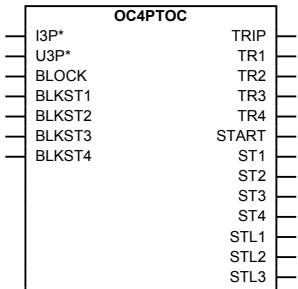 OC4PTOC
I3P* TRIP
U3P* TR1
BLOCK TR2
BLKST1 TR3
BLKST2 TR4
BLKST3 START
BLKST4 ST1
ST2
ST3
ST4
STL1
STL2
STL3